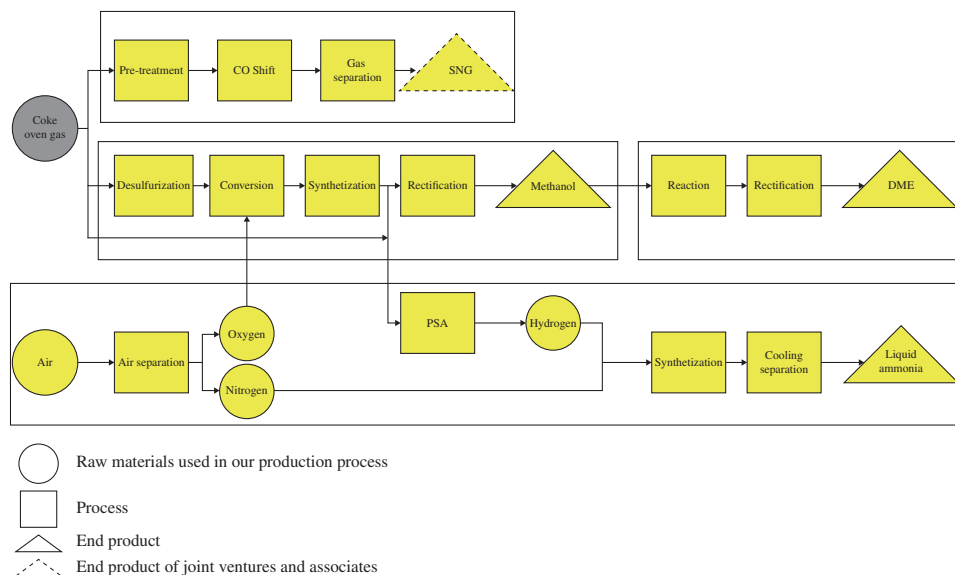 Pre-treatment
CO Shift
Gas
separation
SNG
Coke
oven gas
Desulfurization
Conversion
Synthetization
Rectification
Methanol
Reaction
Rectification
DME
Air
Air separation
Oxygen
Nitrogen
PSA
Hydrogen
Synthetization
Cooling
separation
Liquid
ammonia
Raw materials used in our production process
Process
End product
End product of joint ventures and associates